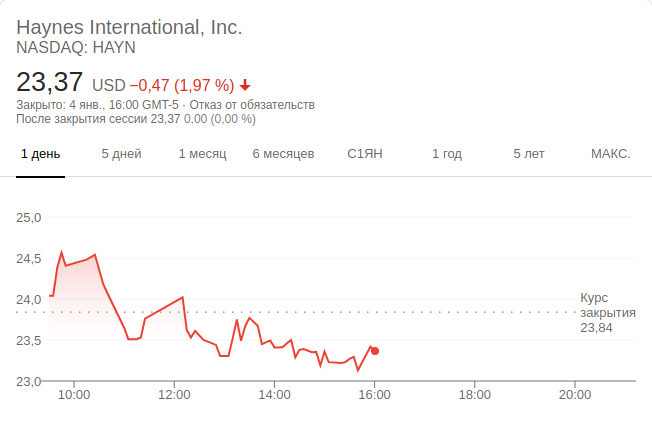 Haynes International, Inc.
NASDAQ: HAYN
23,37 USD −0,47 (1,97 %)
Закрыто: 4 янв., 16:00 GMT-5 · Отказ от обязательств
После закрытия сессии 23,37 0,00 (0,00 %)
1 день 5 дней 1 месяц 6 месяцев С1ЯН 1 год 5 лет МАКС.
25,0
24,5
24,0
Курс
закрытия
23,84
23,5
23,0
10:00 12:00 14:00 16:00 18:00 20:00